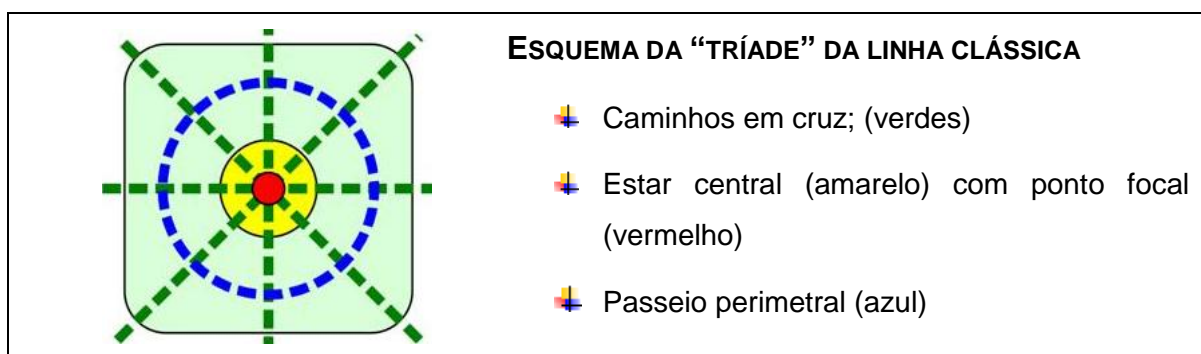 ESQUEMA DA “TRÍADE” DA LINHA CLÁSSICA
Caminhos em cruz; (verdes)
Estar central (amarelo) com ponto focal
(vermelho)
Passeio perimetral (azul)